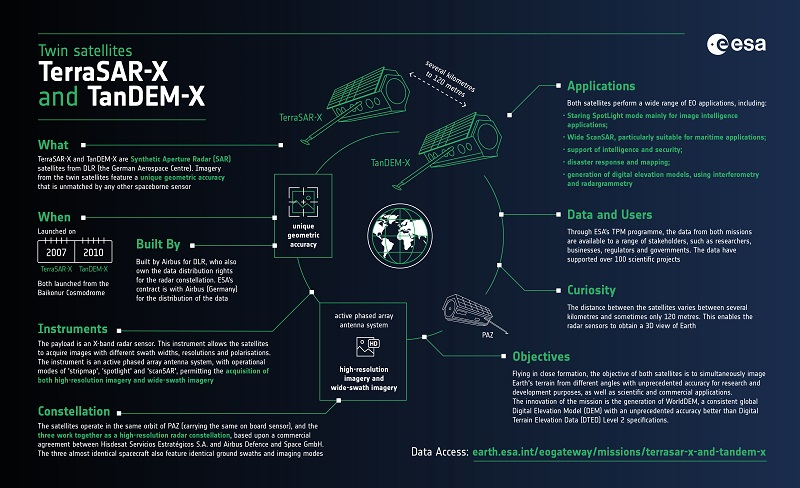 esa
Twin satellites
TerraSAR-X
and TanDEM-X
several kilometres
to 120 metres
TerraSAR-X
TanDEM-X
What
TerraSAR-X and TanDEM-X are Synthetic Aperture Radar (SAR)
satellites from DLR (the German Aerospace Centre). Imagery
from the twin satellites feature a unique geometric accuracy
that is unmatched by any other spaceborne sensor
When
Launched on
2007 2010
TerraSAR-X TanDEM-X
Both launched from the
Baikonur Cosmodrome
Built By
Built by Airbus for DLR, who also
own the data distribution rights
for the radar constellation. ESA's
contract is with Airbus (Germany)
for the distribution of the data
unique
geometric
accuracy
Instruments
The payload is an X-band radar sensor. This instrument allows the satellites
to acquire images with different swath widths, resolutions and polarisations.
The instrument is an active phased array antenna system, with operational
modes of 'stripmap', 'spotlight' and 'scanSAR', permitting the acquisition of
both high-resolution imagery and wide-swath imagery
active phased array
antenna system
HD
high-resolution
imagery and
wide-swath imagery
PAZ
Constellation
The satellites operate in the same orbit of PAZ (carrying the same on board sensor), and the
three work together as a high-resolution radar constellation, based upon a commercial
agreement between Hisdesat Servicios Estratégicos S.A. and Airbus Defence and Space GmbH.
The three almost identical spacecraft also feature identical ground swaths and imaging modes
Applications
Both satellites perform a wide range of EO applications, including:
· Staring SpotLight mode mainly for image intelligence
applications;
· Wide ScanSAR, particularly suitable for maritime applications;
· support of intelligence and security;
· disaster response and mapping;
· generation of digital elevation models, using interferometry
and radargrammetry
Data and Users
Through ESA's TPM programme, the data from both missions
are available to a range of stakeholders, such as researchers,
businesses, regulators and governments. The data have
supported over 100 scientific projects
Curiosity
The distance between the satellites varies between several
kilometres and sometimes only 120 metres. This enables the
radar sensors to obtain a 3D view of Earth
Objectives
Flying in close formation, the objective of both satellites is to simultaneously image
Earth's terrain from different angles with unprecedented accuracy for research and
development purposes, as well as scientific and commercial applications.
The innovation of the mission is the generation of WorldDEM, a consistent global
Digital Elevation Model (DEM) with an unprecedented accuracy better than Digital
Terrain Elevation Data (DTED) Level 2 specifications.
Data Access: earth.esa.int/eogateway/missions/terrasar-x-and-tandem-x